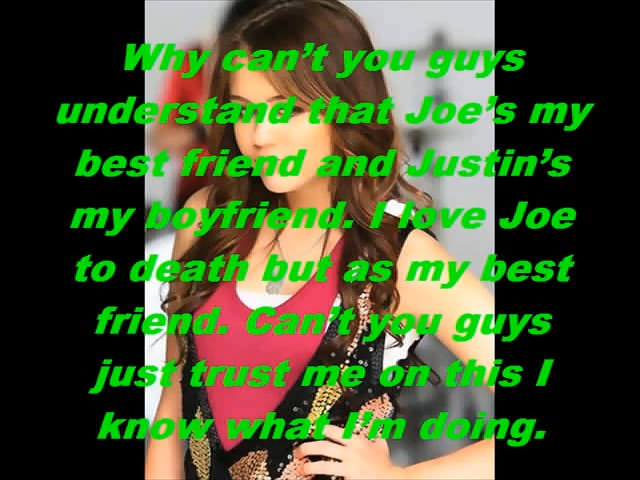 Why can't you guys
understand that Joe's my
best friend and Justin's
my boyfriend. I love Joe
to death but as my best
friend. Can't you guys
just trust me on this I
know what I'm doing.